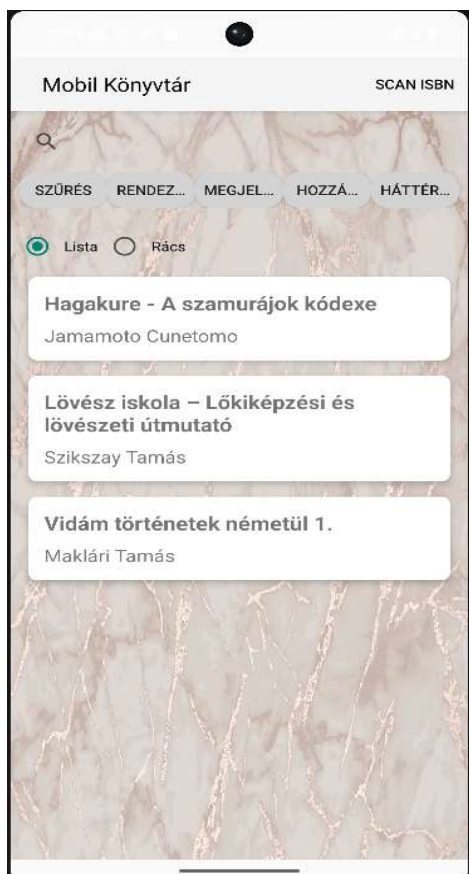 Mobil Könyvtár
SCAN ISBN
SZŰRÉS
RENDEZ...
MEGJEL...
HOZZÁ...
HÁTTÉR...
Lista
Rács
Hagakure - A szamurájok kódexe
Jamamoto Cunetomo
Lövész iskola – Lőkiképzési és
lövészeti útmutató
Szikszay Tamás
Vidám történetek németül 1.
Maklári Tamás